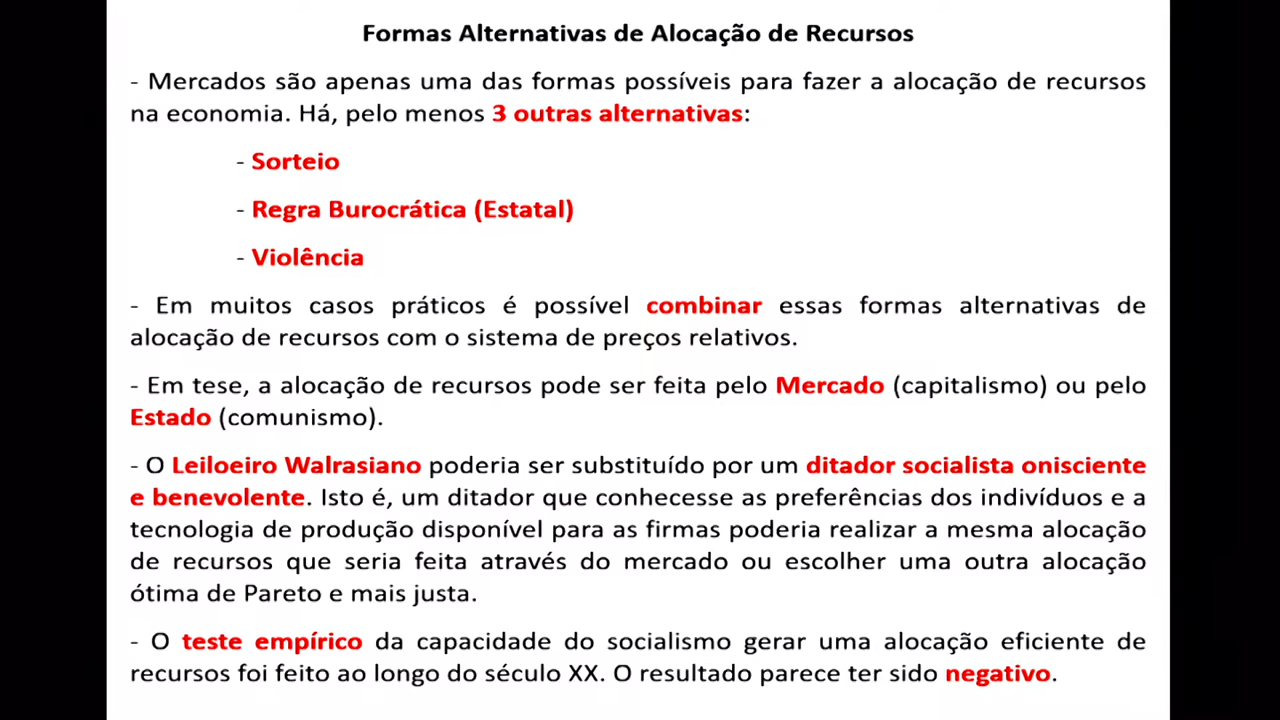 Formas Alternativas de Alocação de Recursos
- Mercados são apenas uma das formas possíveis para fazer a alocação de recursos
na economia. Há, pelo menos 3 outras alternativas:
- Sorteio
- Regra Burocrática (Estatal)
- Violência
- Em muitos casos práticos é possível combinar essas formas alternativas de
alocação de recursos com o sistema de preços relativos.
- Em tese, a alocação de recursos pode ser feita pelo Mercado (capitalismo) ou pelo
Estado (comunismo).
- O Leiloeiro Walrasiano poderia ser substituído por um ditador socialista onisciente
e benevolente. Isto é, um ditador que conhecesse as preferências dos indivíduos e a
tecnologia de produção disponível para as firmas poderia realizar a mesma alocação
de recursos que seria feita através do mercado ou escolher uma outra alocação
ótima de Pareto e mais justa.
- O teste empírico da capacidade do socialismo gerar uma alocação eficiente de
recursos foi feito ao longo do século XX. O resultado parece ter sido negativo.